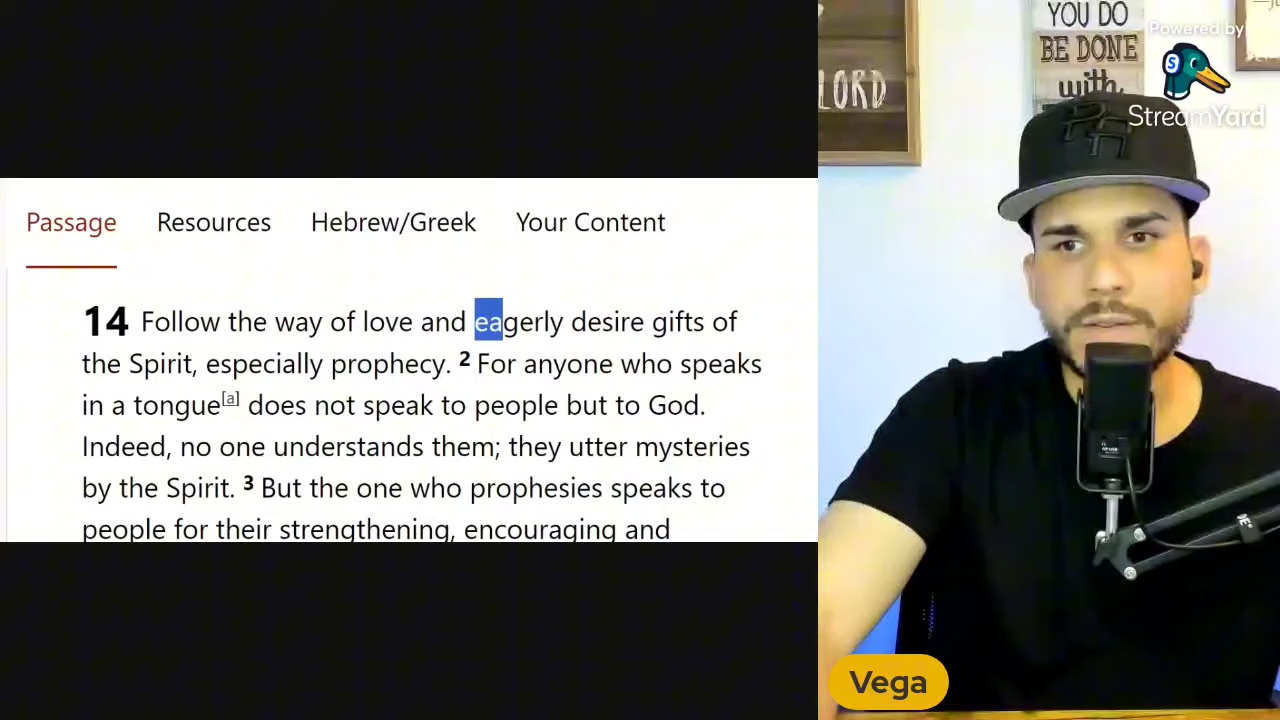 Passage Resources Hebrew/Greek Your Content
14 Follow the way of love and eagerly desire gifts of
the Spirit, especially prophecy. 2 For anyone who speaks
in a tongue[a] does not speak to people but to God.
Indeed, no one understands them; they utter mysteries
by the Spirit. 3 But the one who prophesies speaks to
people for their strengthening, encouraging and
LORD
YOU DO
BE DONE
with
Powered by
S
StreamYard
PH
Vega